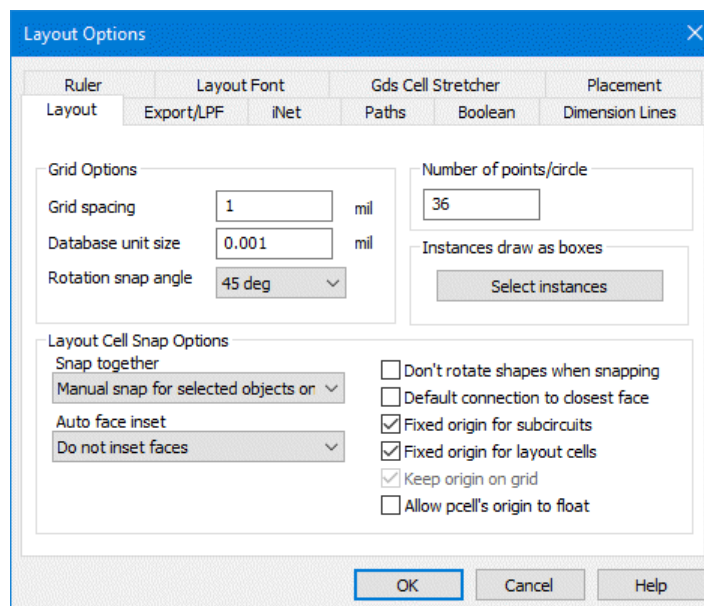 Layout Options
Ruler
Layout Font
Gds Cell Stretcher
Placement
Layout
Export/LPF
iNet
Paths
Boolean
Dimension Lines
Grid Options
Grid spacing
1
mil
Database unit size
0.001
mil
Rotation snap angle
45 deg
Number of points/circle
36
Instances draw as boxes
Select instances
Layout Cell Snap Options
Snap together
Manual snap for selected objects on
Auto face inset
Do not inset faces
Don't rotate shapes when snapping
Default connection to closest face
Fixed origin for subcircuits
Fixed origin for layout cells
Keep origin on grid
Allow pcell's origin to float
OK
Cancel
Help